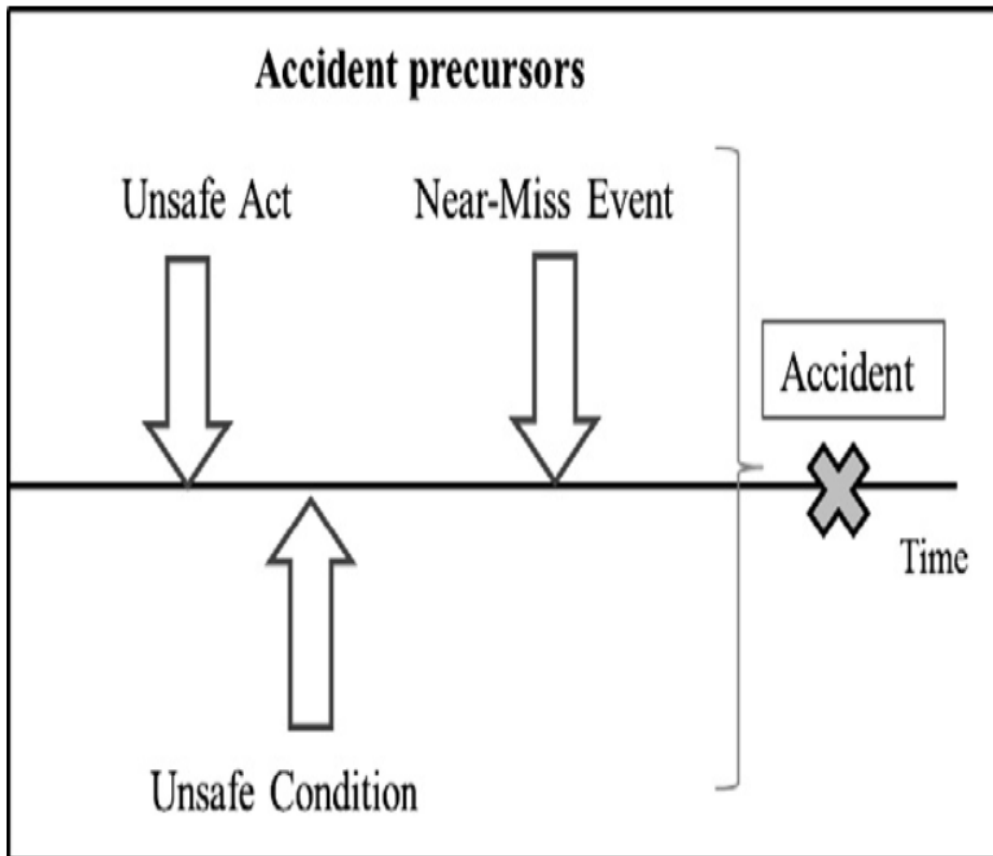 Accident precursors
Unsafe Act
Near-Miss Event
Accident
Time
Unsafe Condition